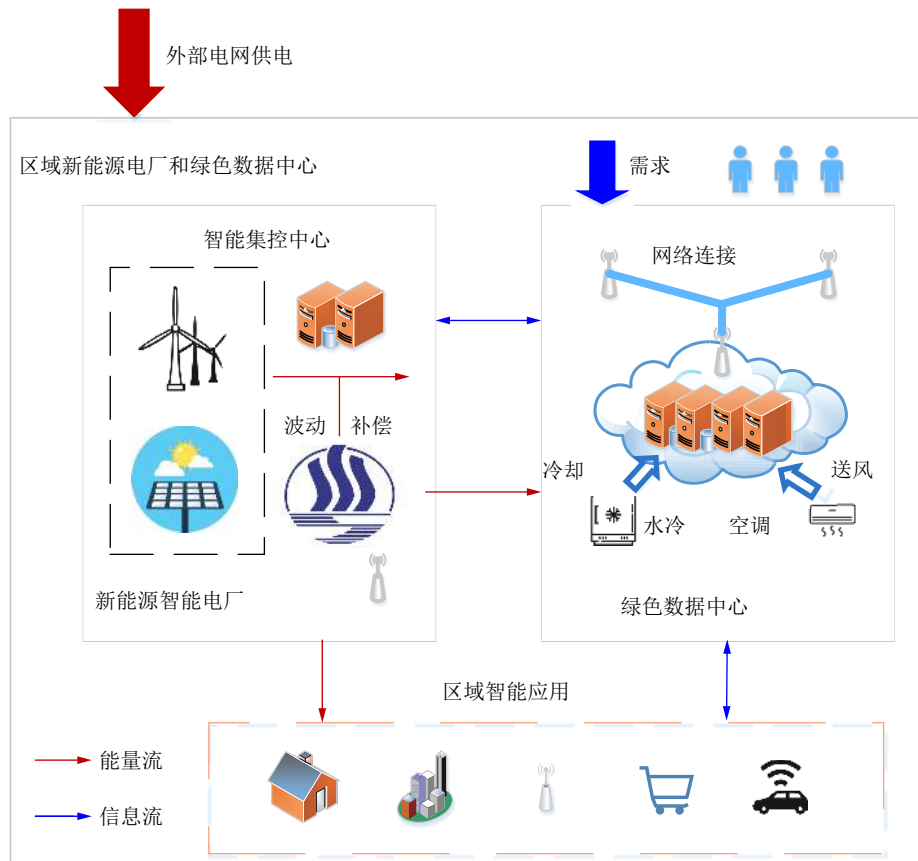 外部电网供电
区域新能源电厂和绿色数据中心
需求
智能集控中心
网络连接
波动 补偿
冷却
送风
水冷
空调
新能源智能电厂
绿色数据中心
区域智能应用
能量流
信息流